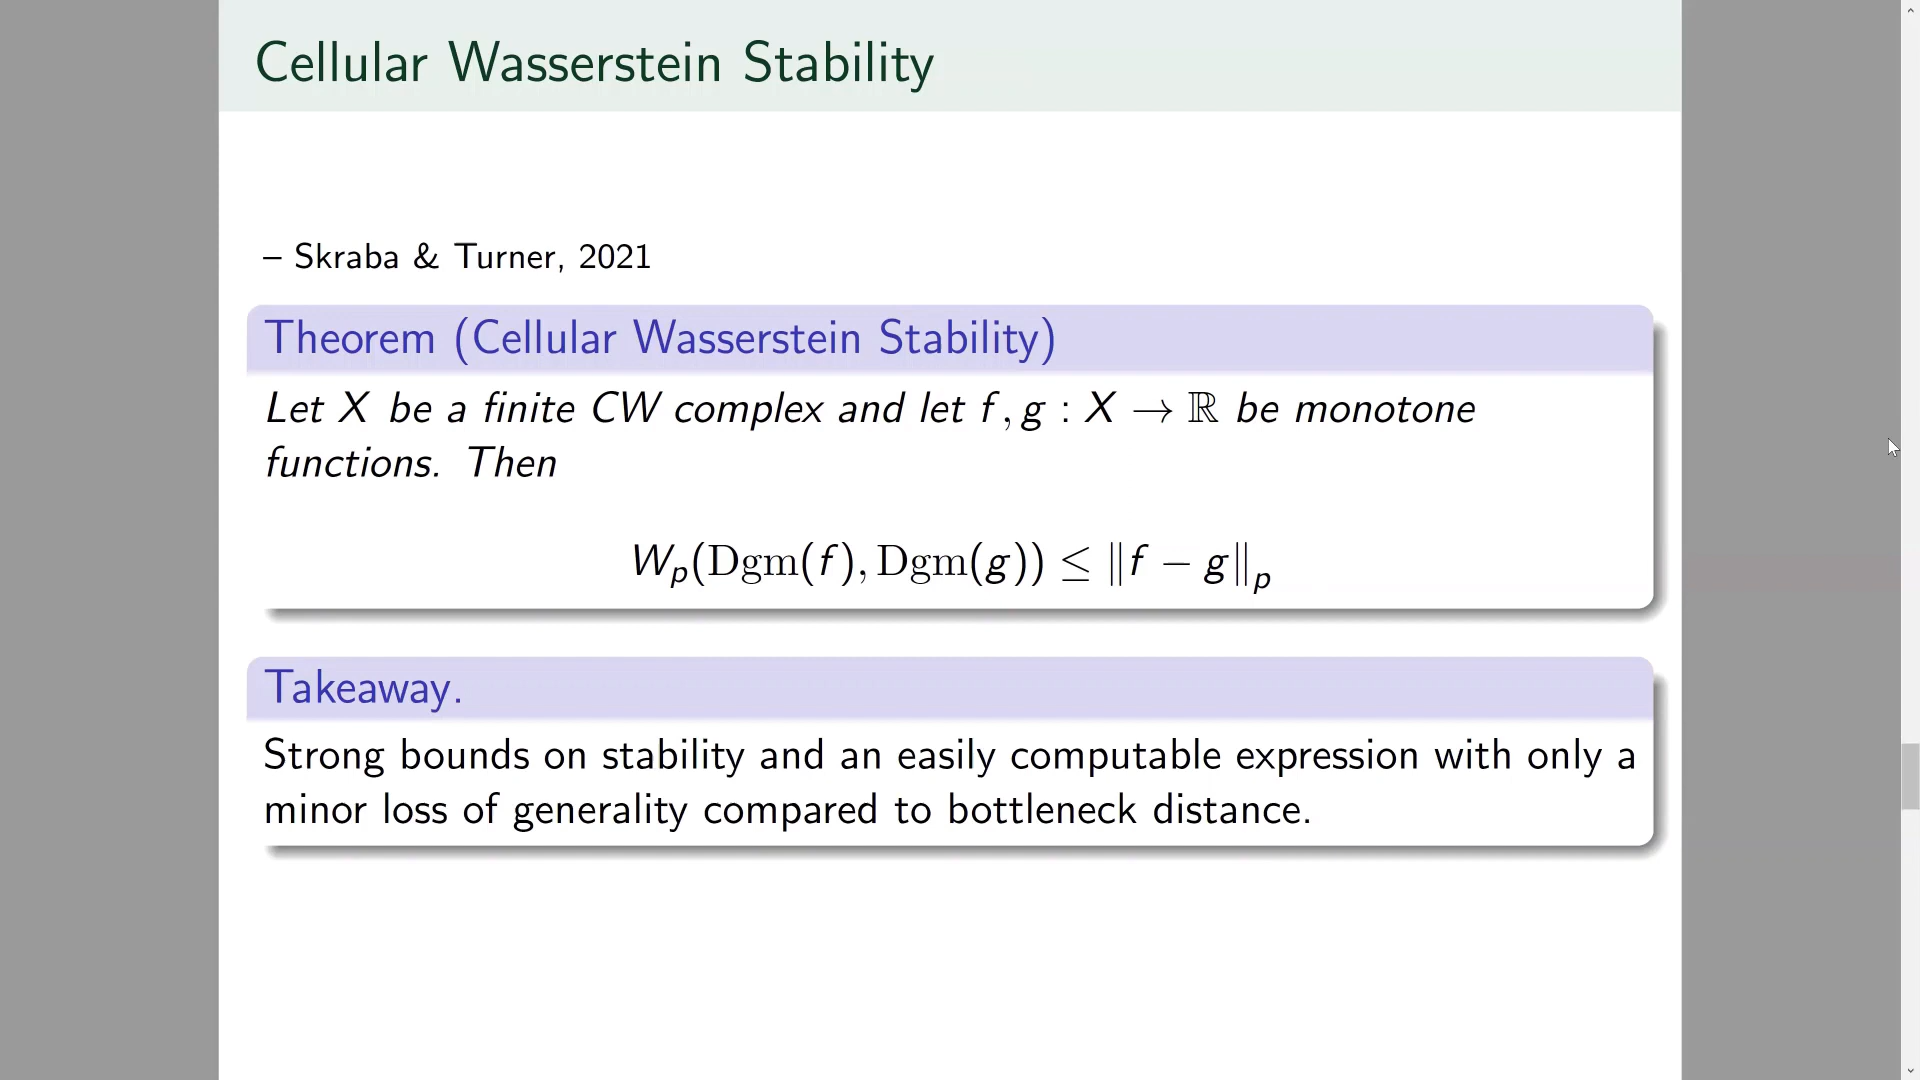 Cellular Wasserstein Stability
– Skraba & Turner, 2021
Theorem (Cellular Wasserstein Stability)
Let X be a finite CW complex and let f, g : X → ℝ be monotone
functions. Then
W_p(Dgm(f), Dgm(g)) ≤ ‖f − g‖_p
Takeaway.
Strong bounds on stability and an easily computable expression with only a
minor loss of generality compared to bottleneck distance.